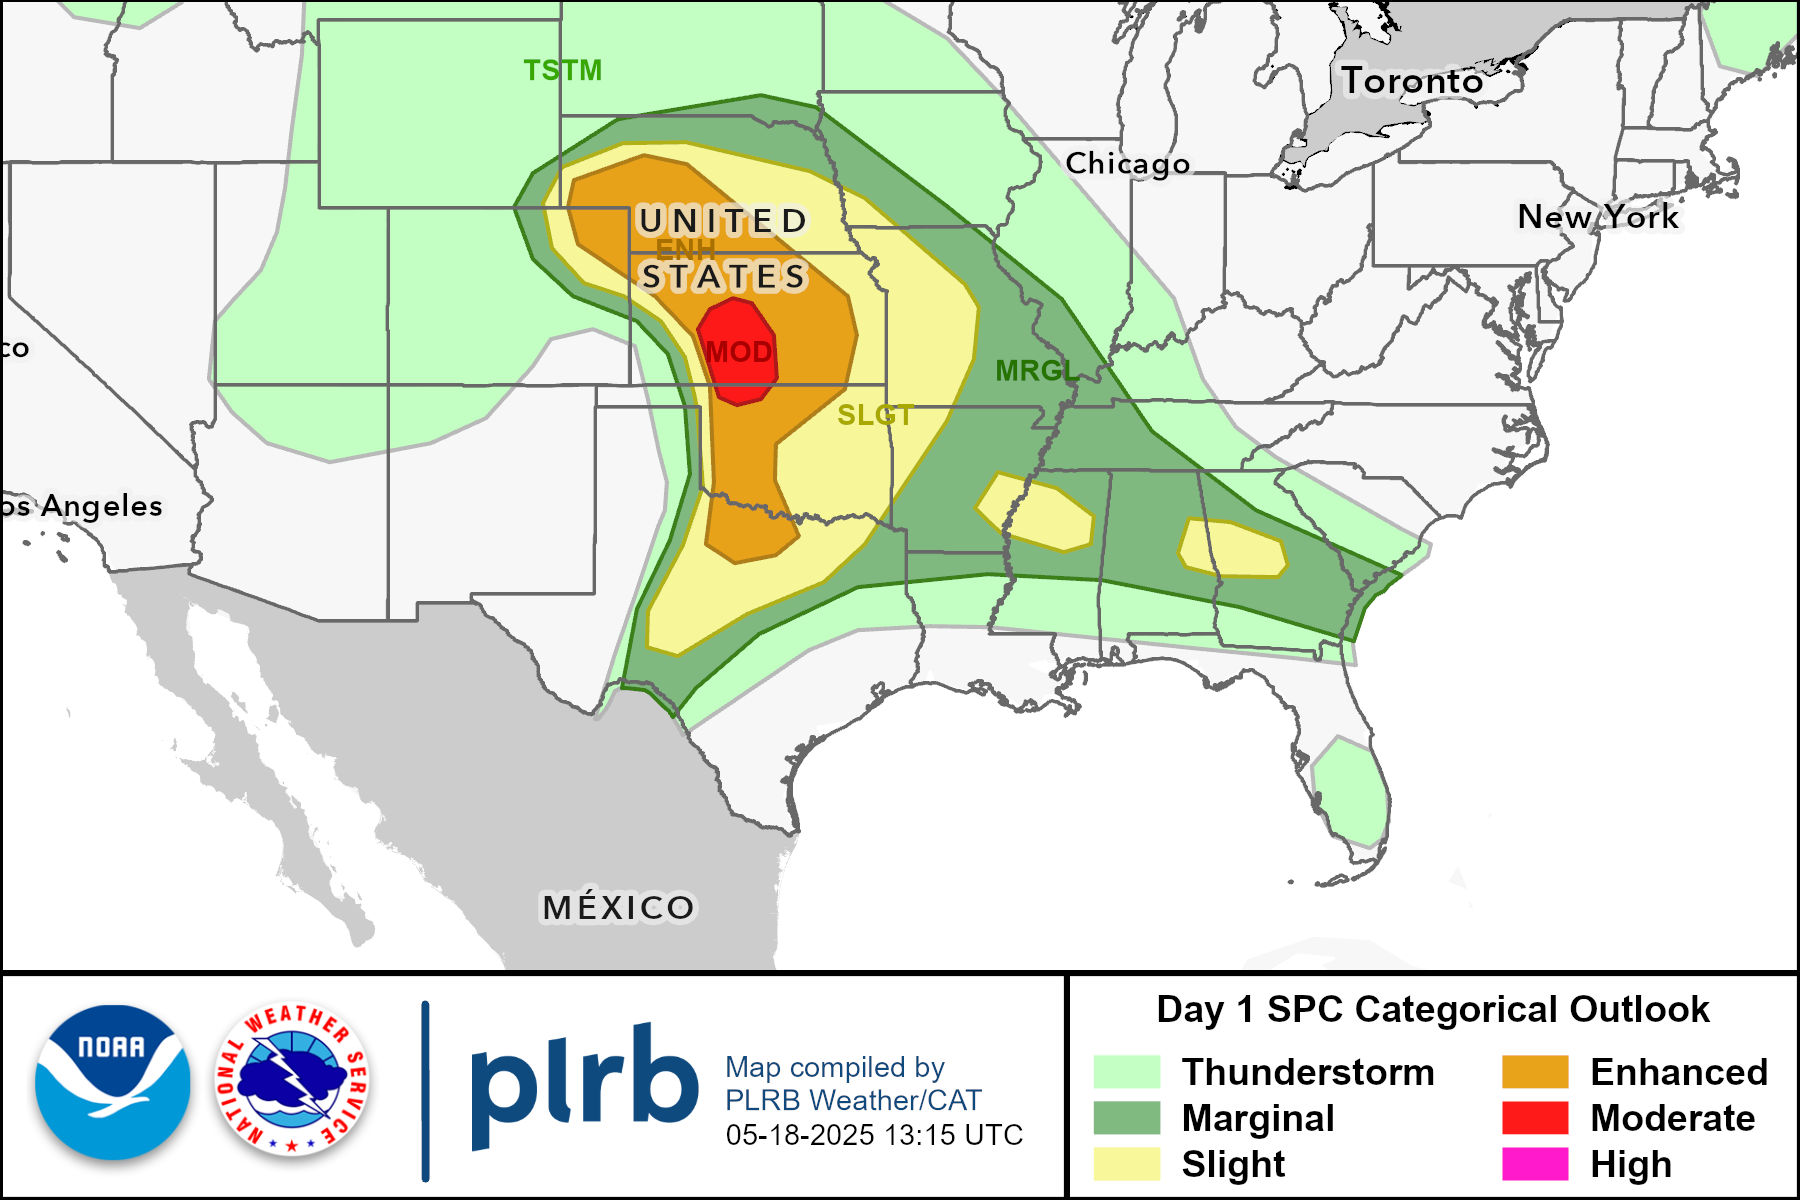 TSTM
Toronto
Chicago
New York
UNITED
ENH
STATES
co
MOD
MRGL
SLGT
os Angeles
MÉXICO
NOAA
NATIONAL WEATHER SERVICE
plrb
Map compiled by
PLRB Weather/CAT
05-18-2025 13:15 UTC
Day 1 SPC Categorical Outlook
Thunderstorm
Enhanced
Marginal
Moderate
Slight
High